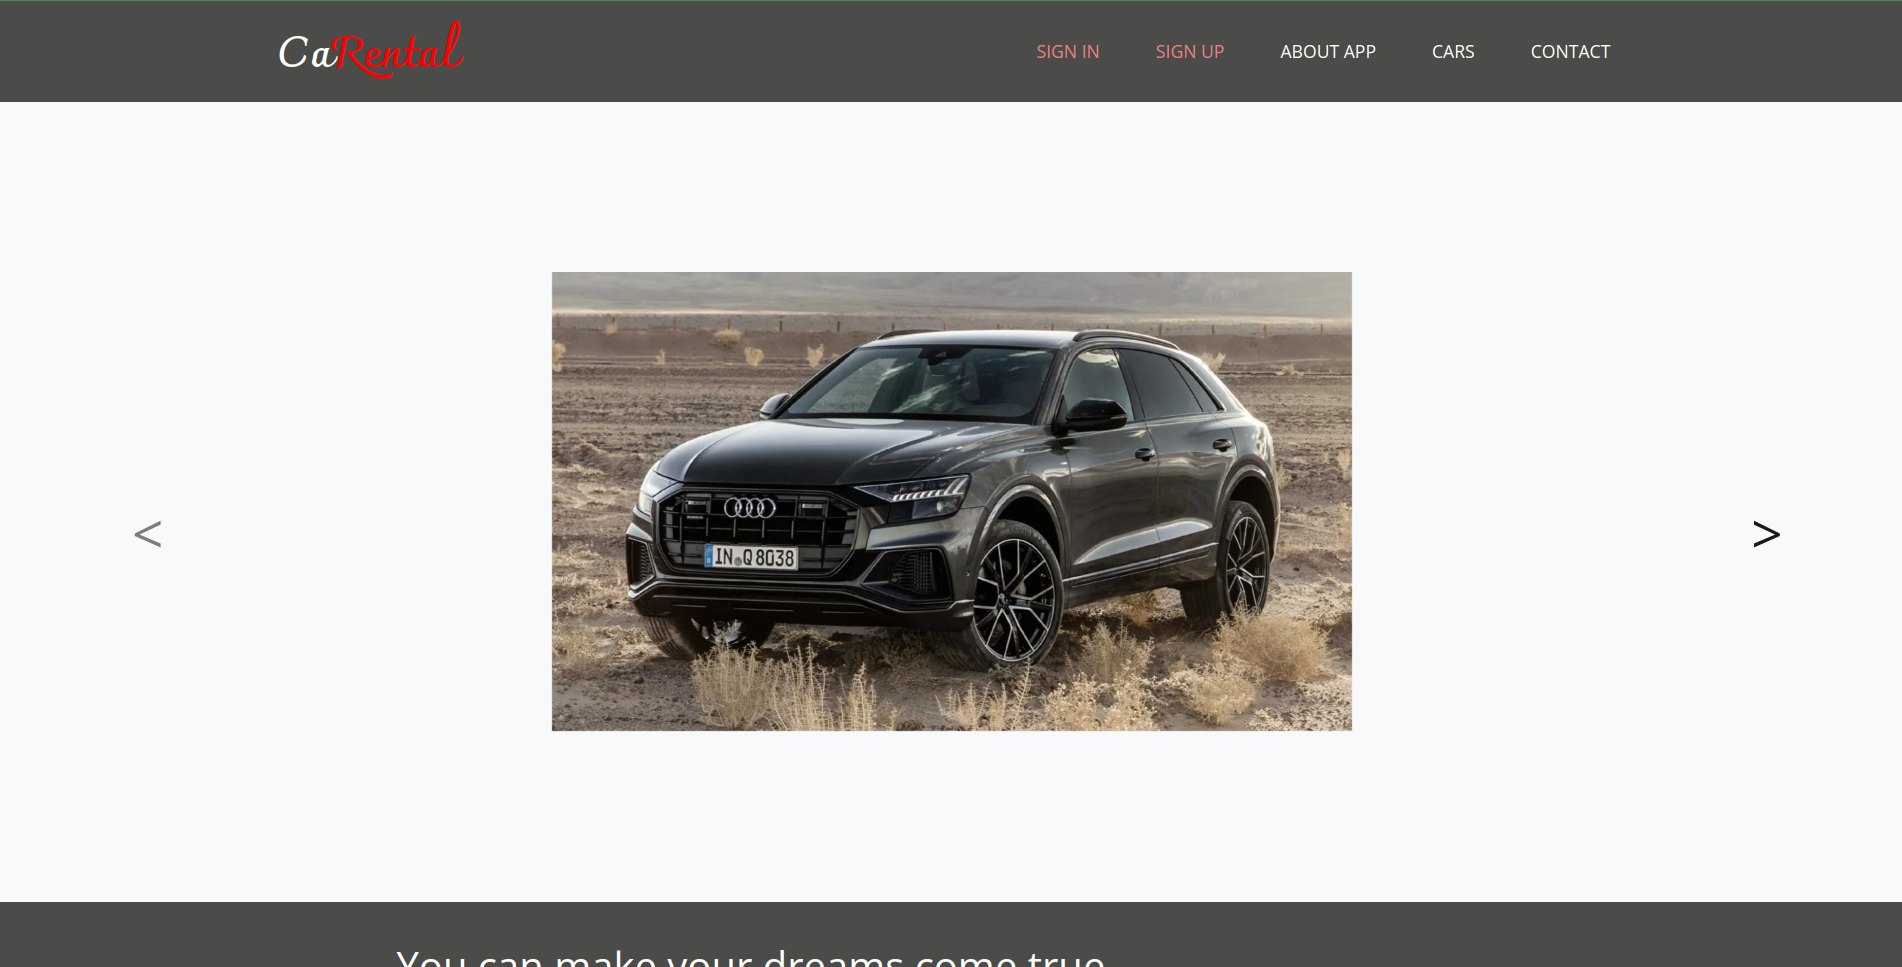 CaRental SIGN IN SIGN UP ABOUT APP CARS CONTACT
IN Q 8038
< >
You can make your dreams come true